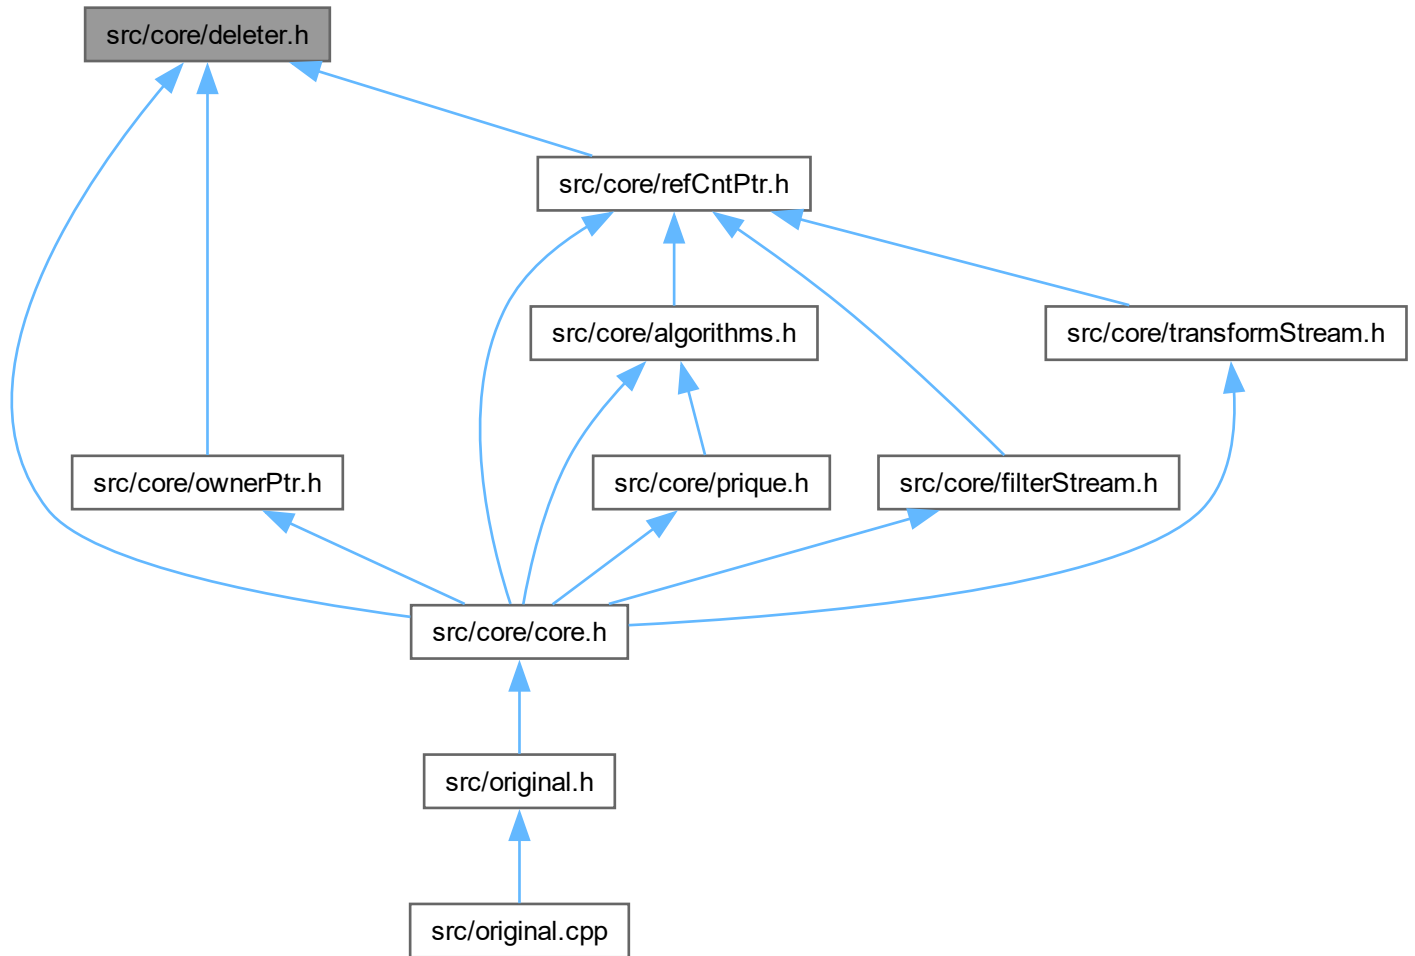 src/core/deleter.h
src/core/refCntPtr.h
src/core/algorithms.h
src/core/transformStream.h
src/core/ownerPtr.h
src/core/prique.h
src/core/filterStream.h
src/core/core.h
src/original.h
src/original.cpp